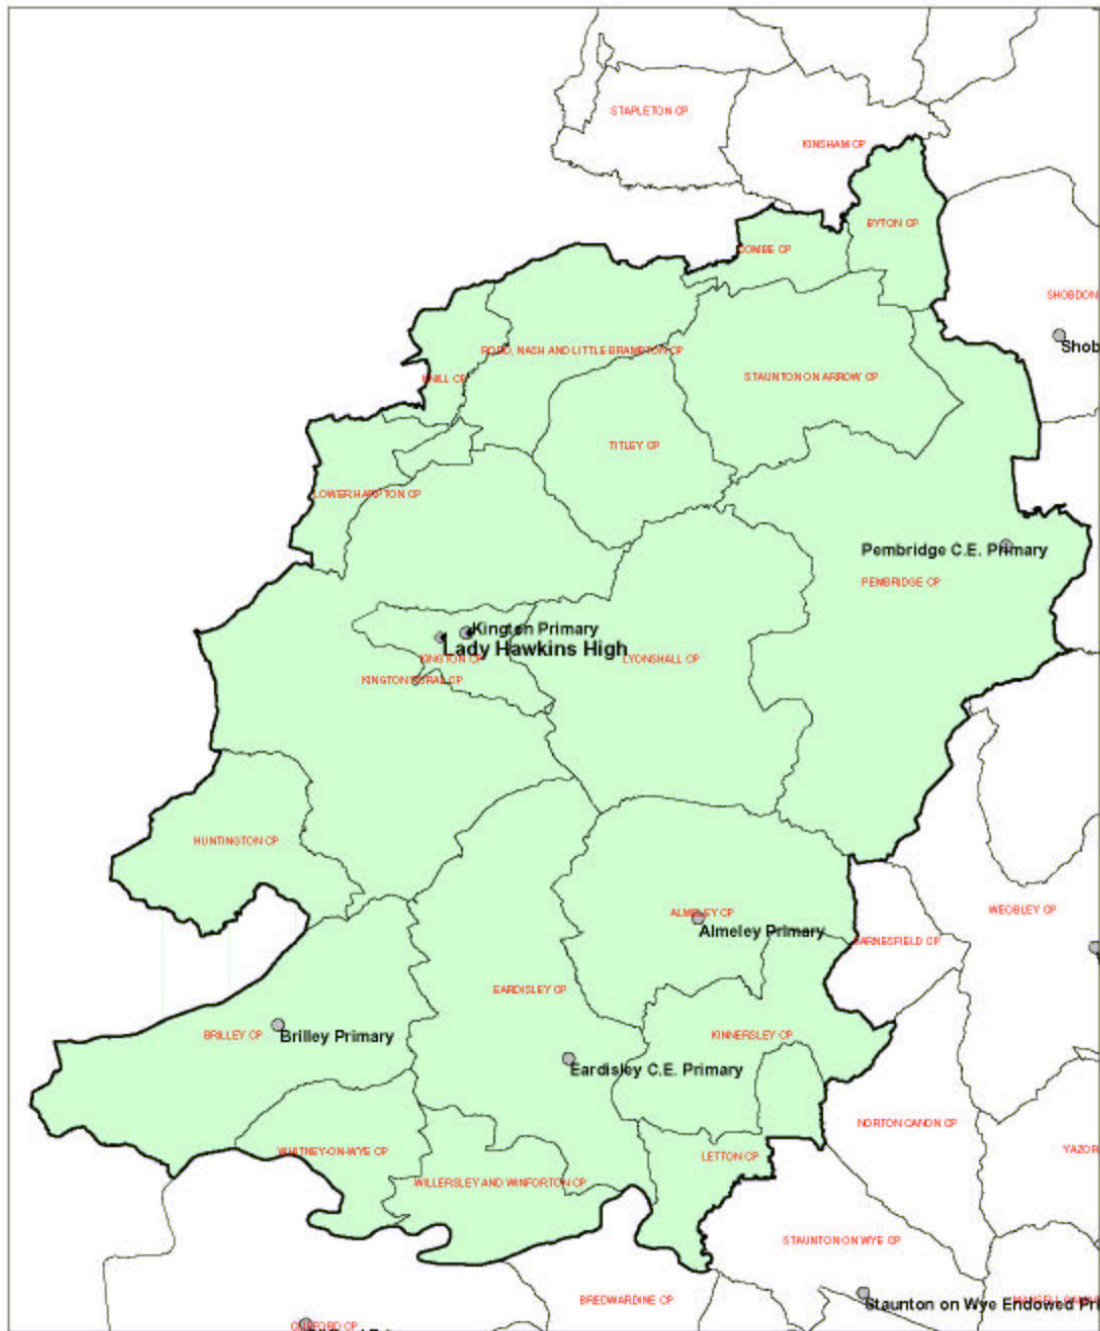 STAPLETON CP
KINSHAM CP
BYTON CP
COMBE CP
SHOBDON
Shob
RODD, NASH AND LITTLE BRAMPTON CP
KNILL CP
STAUNTON ON ARROW CP
TITLEY CP
LOWER HARPTON CP
Pembridge C.E. Primary
PEMBRIDGE CP
Kington Primary
Lady Hawkins High
KINGTON CP
LYONSHALL CP
KINGTON RURAL CP
HUNTINGTON CP
ALMELEY CP
WEOBLEY CP
Almeley Primary
SARNESFIELD CP
EARDISLEY CP
BRILLEY CP
Brilley Primary
KINNERSLEY CP
Eardisley C.E. Primary
NORTON CANON CP
WHITNEY-ON-WYE CP
LETTON CP
YAZOR
WILLERSLEY AND WINFORTON CP
STAUNTON ON WYE CP
BREDWARDINE CP
Staunton on Wye Endowed Pri
CLIFFORD CP